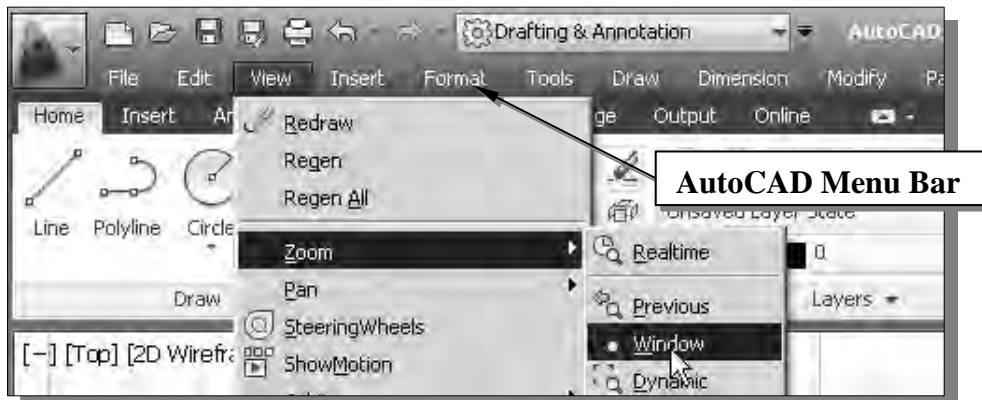 Drafting & Annotation AutoCAD
File Edit View Insert Format Tools Draw Dimension Modify Pa
Home Insert An ge Output Online
Redraw
Regen
Regen All
AutoCAD Menu Bar
Unsaved Layer State
Line Polyline Circle
Zoom
Realtime
0
Pan
Previous
Draw
Layers
SteeringWheels
[-] [Top] [2D Wirefra
Window
ShowMotion
Dynamic